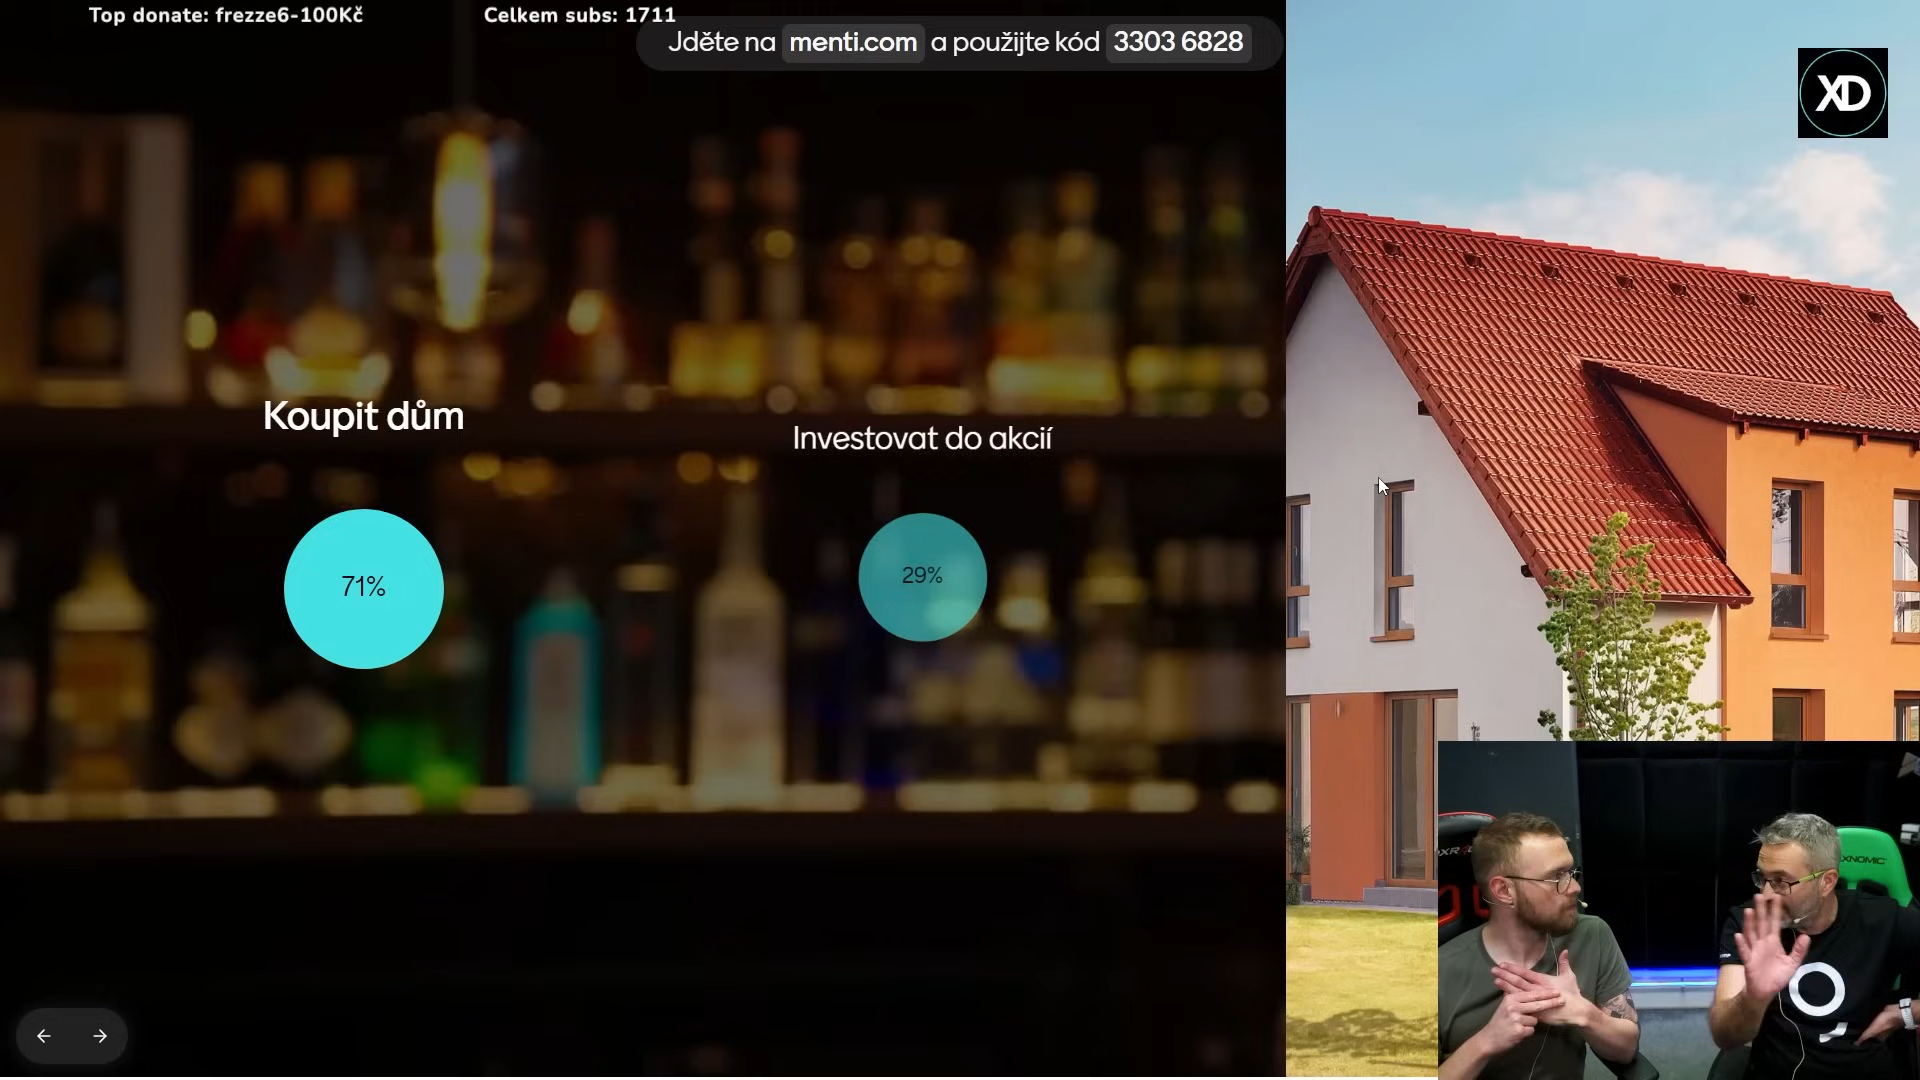 Top donate: frezze6-100Kč
Celkem subs: 1711
Jděte na menti.com a použijte kód 3303 6828
XD
Koupit dům
Investovat do akcií
71%
29%
XNOMIC